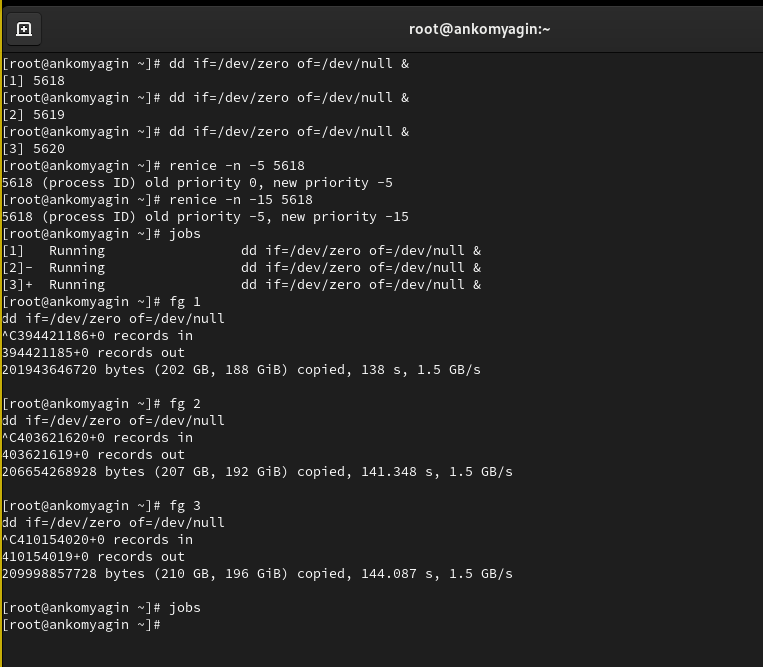 root@ankomyagin:~
[root@ankomyagin ~]# dd if=/dev/zero of=/dev/null &
[1] 5618
[root@ankomyagin ~]# dd if=/dev/zero of=/dev/null &
[2] 5619
[root@ankomyagin ~]# dd if=/dev/zero of=/dev/null &
[3] 5620
[root@ankomyagin ~]# renice -n -5 5618
5618 (process ID) old priority 0, new priority -5
[root@ankomyagin ~]# renice -n -15 5618
5618 (process ID) old priority -5, new priority -15
[root@ankomyagin ~]# jobs
[1]   Running                 dd if=/dev/zero of=/dev/null &
[2]-  Running                 dd if=/dev/zero of=/dev/null &
[3]+  Running                 dd if=/dev/zero of=/dev/null &
[root@ankomyagin ~]# fg 1
dd if=/dev/zero of=/dev/null
^C394421186+0 records in
394421185+0 records out
201943646720 bytes (202 GB, 188 GiB) copied, 138 s, 1.5 GB/s
[root@ankomyagin ~]# fg 2
dd if=/dev/zero of=/dev/null
^C403621620+0 records in
403621619+0 records out
206654268928 bytes (207 GB, 192 GiB) copied, 141.348 s, 1.5 GB/s
[root@ankomyagin ~]# fg 3
dd if=/dev/zero of=/dev/null
^C410154020+0 records in
410154019+0 records out
209998857728 bytes (210 GB, 196 GiB) copied, 144.087 s, 1.5 GB/s
[root@ankomyagin ~]# jobs
[root@ankomyagin ~]#